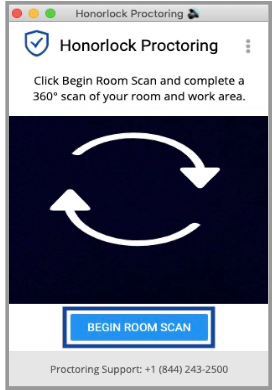 Honorlock Proctoring
Honorlock Proctoring
Click Begin Room Scan and complete a
360° scan of your room and work area.
BEGIN ROOM SCAN
Proctoring Support: +1 (844) 243-2500